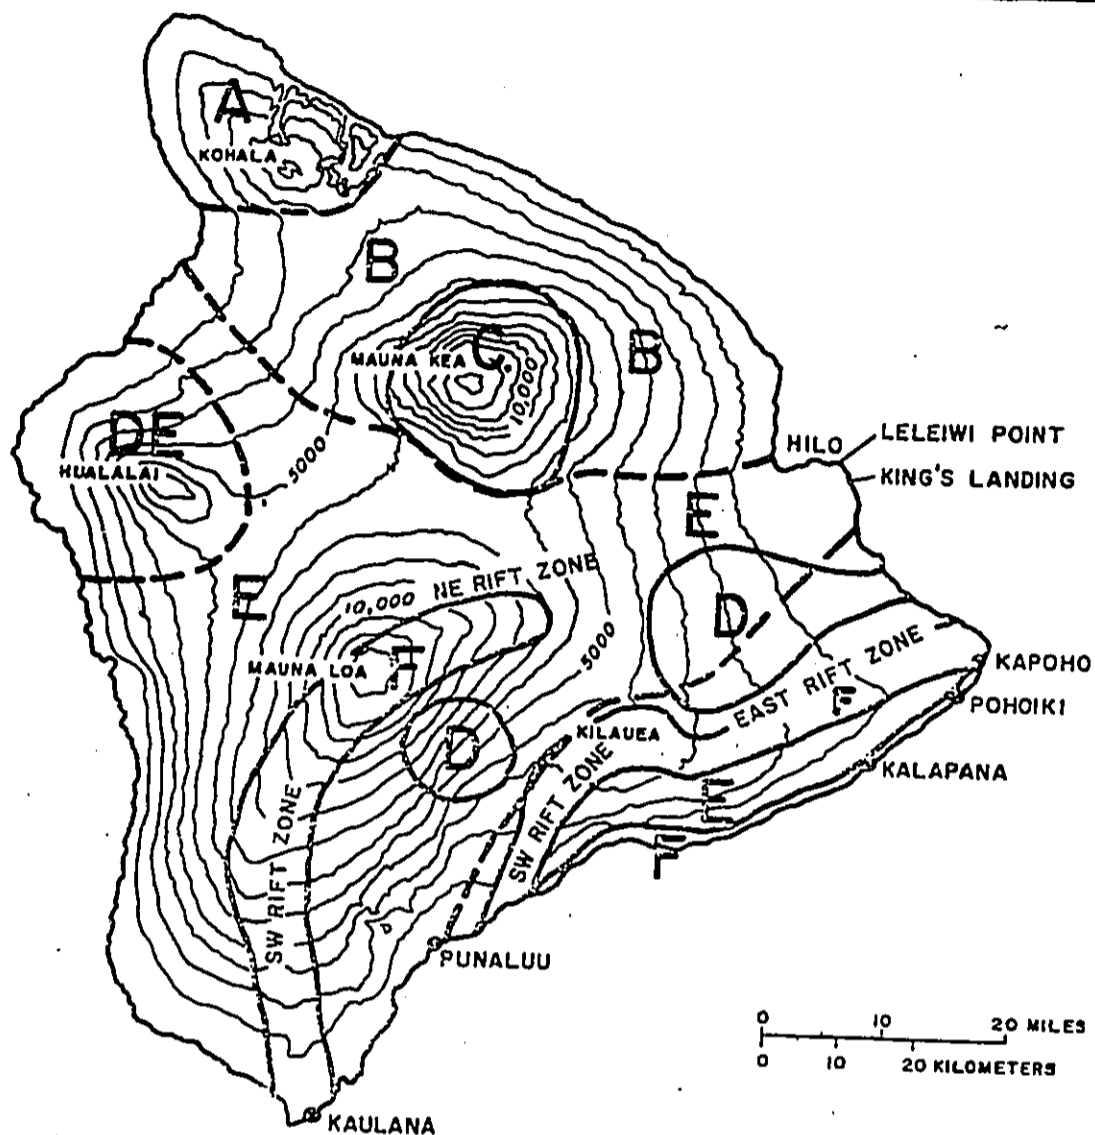 A
KOHALA
B
C
MAUNA KEA
B
10,000
DE
HUALALAI
5000
HILO
LELEIWI POINT
KING'S LANDING
E
E
NE RIFT ZONE
10,000
D
MAUNA LOA
5000
KAPOHO
EAST RIFT ZONE
F
POHOIKI
KILAUEA
D
KALAPANA
SW RIFT ZONE
SW RIFT ZONE
PUNALUU
0 10 20 MILES
0 10 20 KILOMETERS
KAULANA